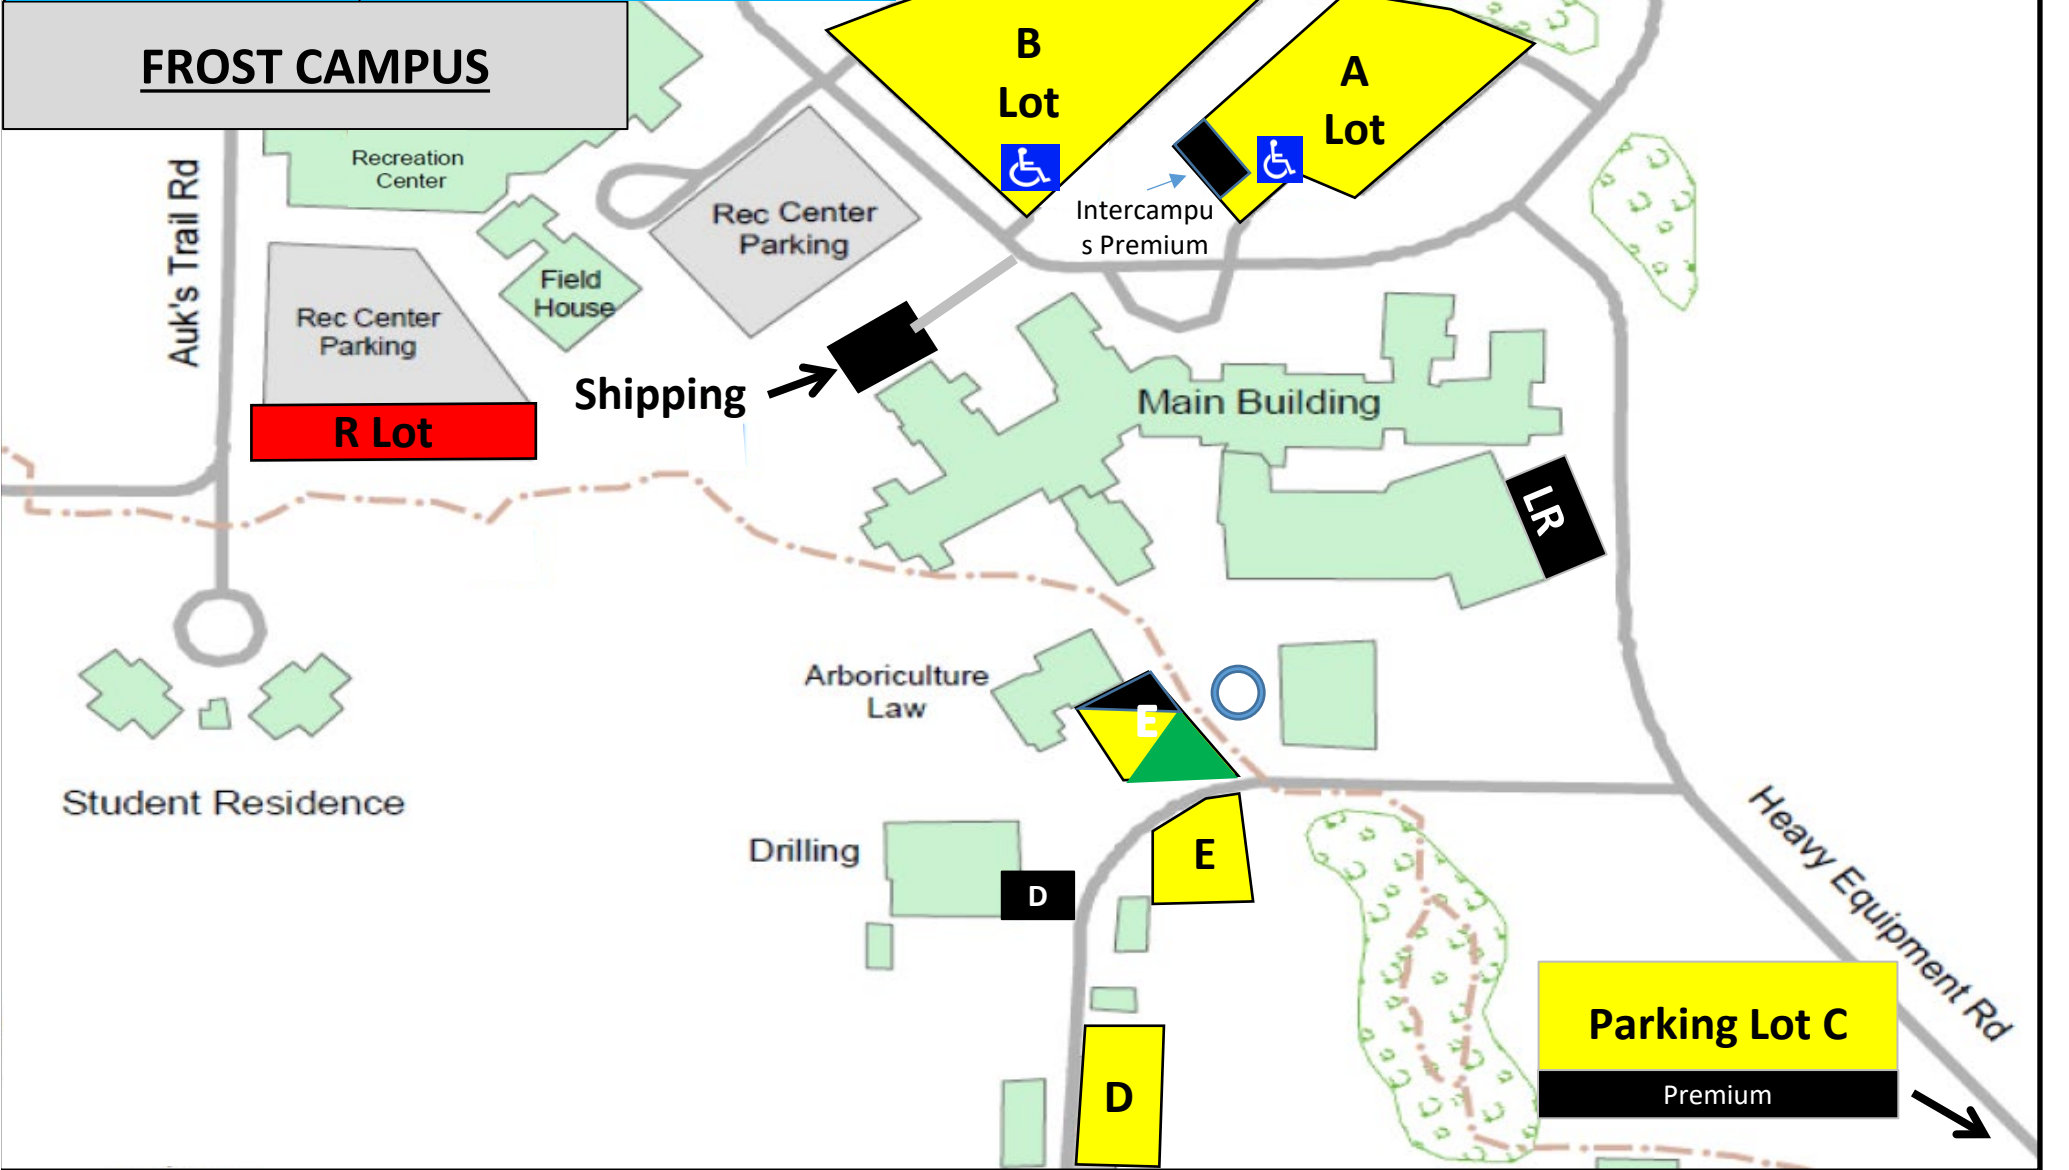 FROST CAMPUS
B
Lot
A
Lot
Recreation
Center
Auk's Trail Rd
Rec Center
Parking
Intercampu
s Premium
Field
House
Rec Center
Parking
Shipping
Main Building
R Lot
LR
Arboriculture
Law
E
Student Residence
Drilling
E
D
Heavy Equipment Rd
Parking Lot C
Premium
D